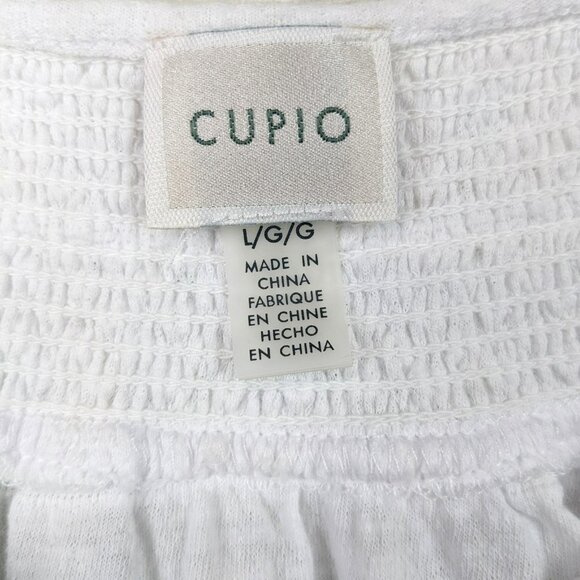 CUPIO
L/G/G
MADE IN
CHINA
FABRIQUE
EN CHINE
HECHO
EN CHINA